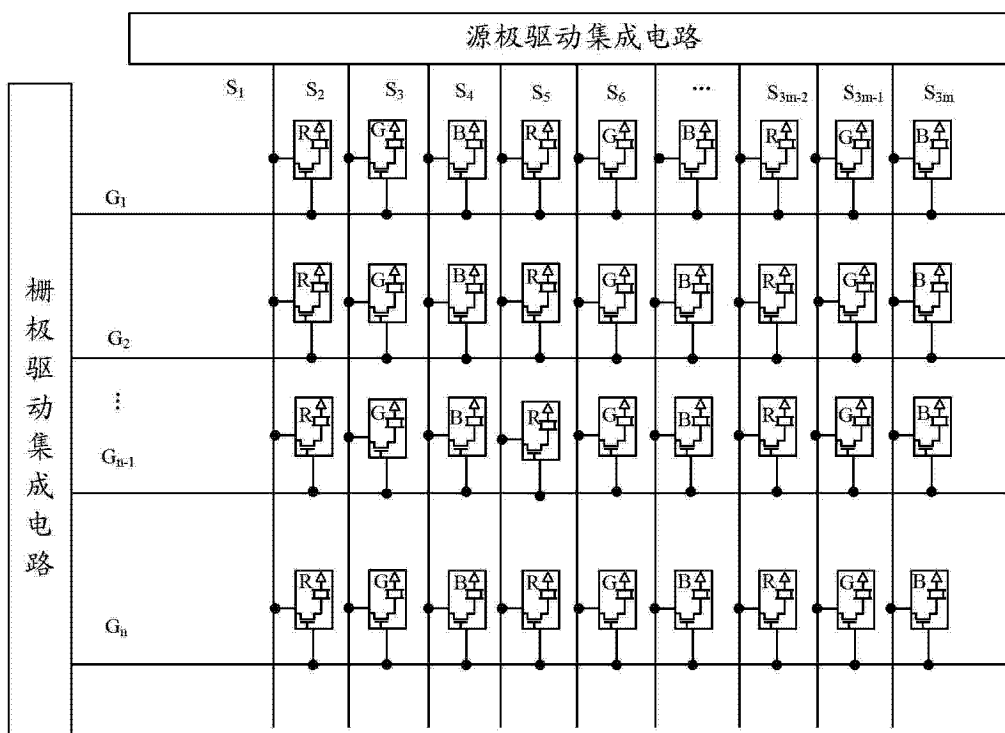 源极驱动集成电路
S₁ S₂ S₃ S₄ S₅ S₆ ... S₃ₘ₋₂ S₃ₘ₋₁ S₃ₘ
R G B R G B R G B
G₁
R G B R G B R G B
G₂
⋮
R G B R G B R G B
Gₙ₋₁
R G B R G B R G B
Gₙ
栅极驱动集成电路